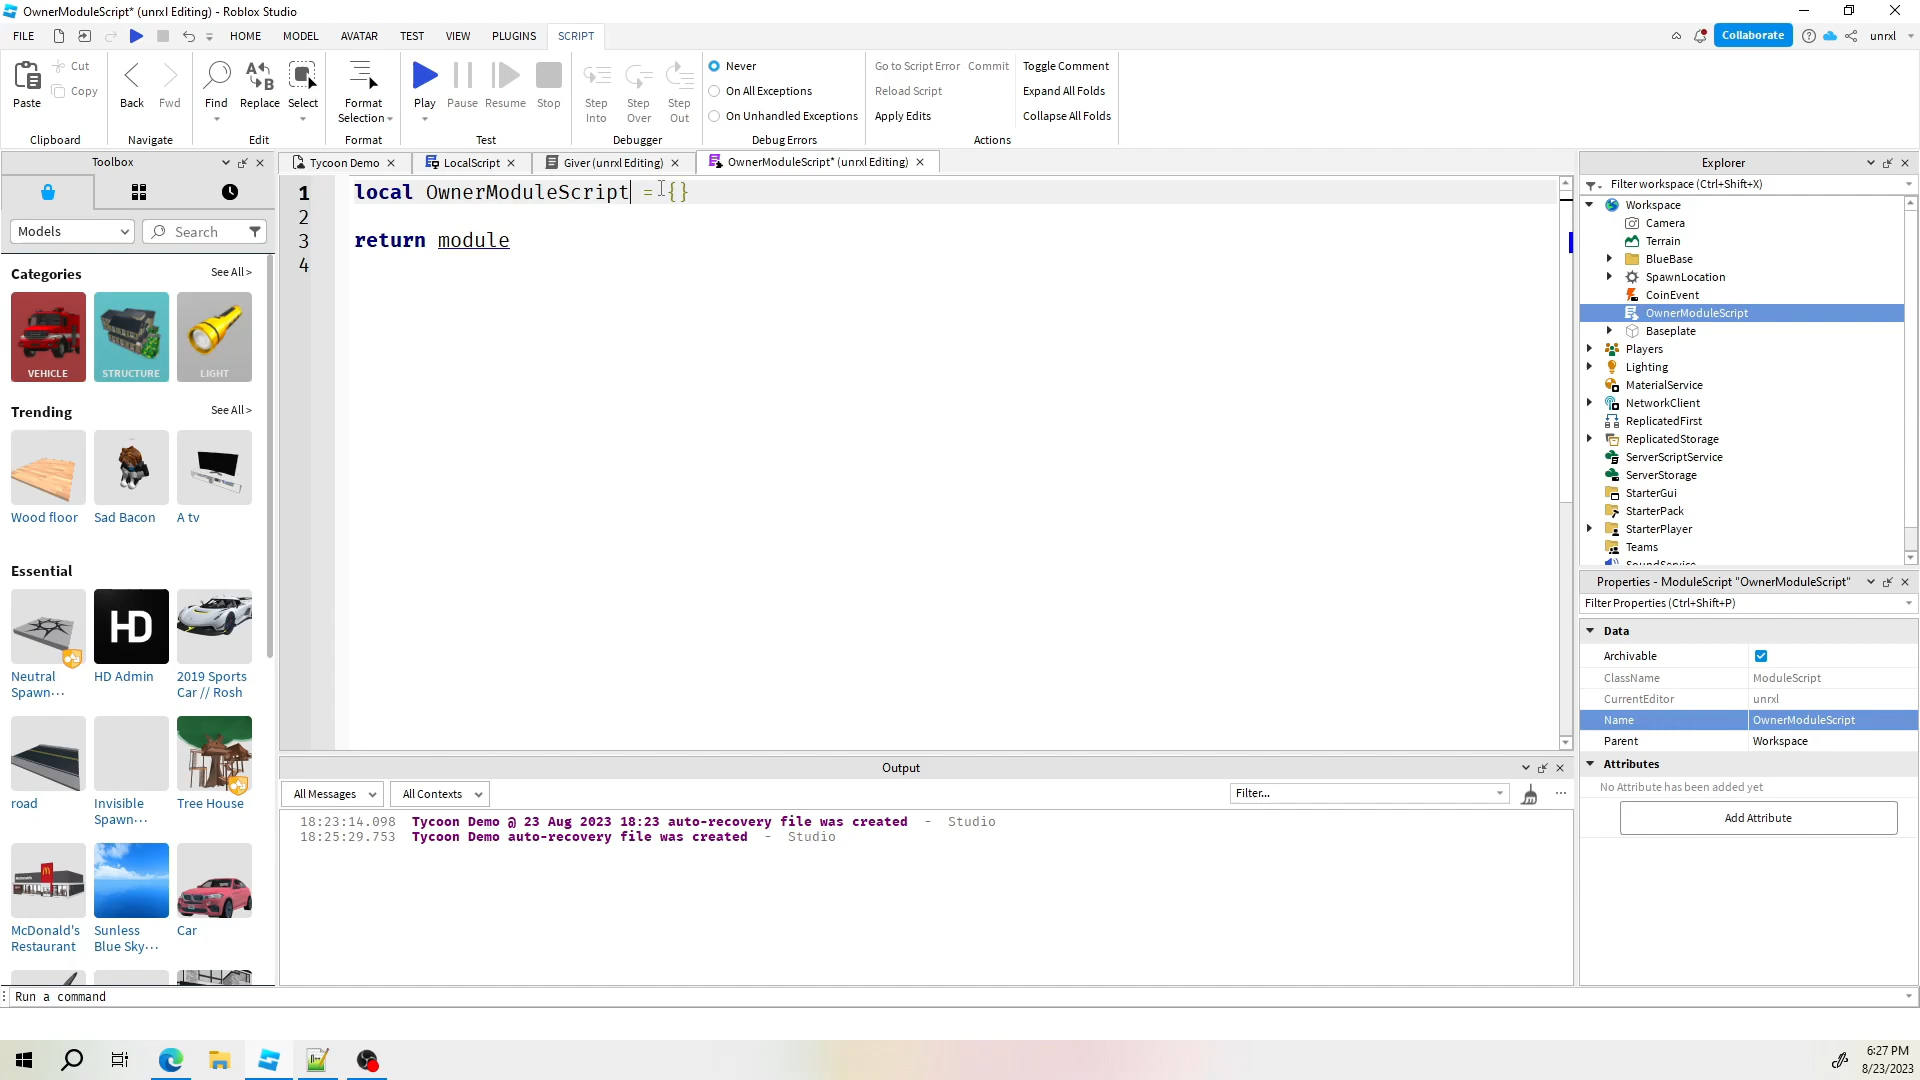 OwnerModuleScript* (unrxl Editing) - Roblox Studio
FILE HOME MODEL AVATAR TEST VIEW PLUGINS SCRIPT Collaborate unrxl
Paste
Cut
Copy
Clipboard
Back
Fwd
Navigate
Find
Replace
Select
Edit
Format
Selection
Format
Play
Pause
Resume
Stop
Test
Step
Into
Step
Over
Step
Out
Debugger
Never
On All Exceptions
On Unhandled Exceptions
Debug Errors
Go to Script Error Commit
Reload Script
Apply Edits
Toggle Comment
Expand All Folds
Collapse All Folds
Actions
Toolbox
Models
Search
Categories See All >
VEHICLE
STRUCTURE
LIGHT
Trending See All >
Wood floor
Sad Bacon
A tv
Essential
HD
Neutral
Spawn...
HD Admin
2019 Sports
Car // Rosh
road
Invisible
Spawn...
Tree House
McDonald's
Restaurant
Sunless
Blue Sky...
Car
Tycoon Demo
LocalScript
Giver (unrxl Editing)
OwnerModuleScript* (unrxl Editing)
1 local OwnerModuleScript = {}
2
3 return module
4
Output
All Messages
All Contexts
Filter...
18:23:14.098 Tycoon Demo @ 23 Aug 2023 18:23 auto-recovery file was created - Studio
18:25:29.753 Tycoon Demo auto-recovery file was created - Studio
Explorer
Filter workspace (Ctrl+Shift+X)
Workspace
Camera
Terrain
BlueBase
SpawnLocation
CoinEvent
OwnerModuleScript
Baseplate
Players
Lighting
MaterialService
NetworkClient
ReplicatedFirst
ReplicatedStorage
ServerScriptService
ServerStorage
StarterGui
StarterPack
StarterPlayer
Teams
SoundService
Properties - ModuleScript "OwnerModuleScript"
Filter Properties (Ctrl+Shift+P)
Data
Archivable
ClassName ModuleScript
CurrentEditor unrxl
Name OwnerModuleScript
Parent Workspace
Attributes
No Attribute has been added yet
Add Attribute
Run a command
6:27 PM
8/23/2023